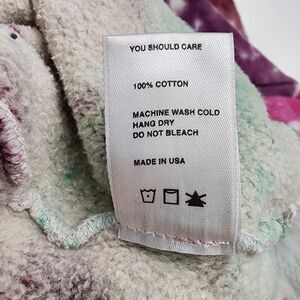 YOU SHOULD CARE
100% COTTON
MACHINE WASH COLD
HANG DRY
DO NOT BLEACH
MADE IN USA